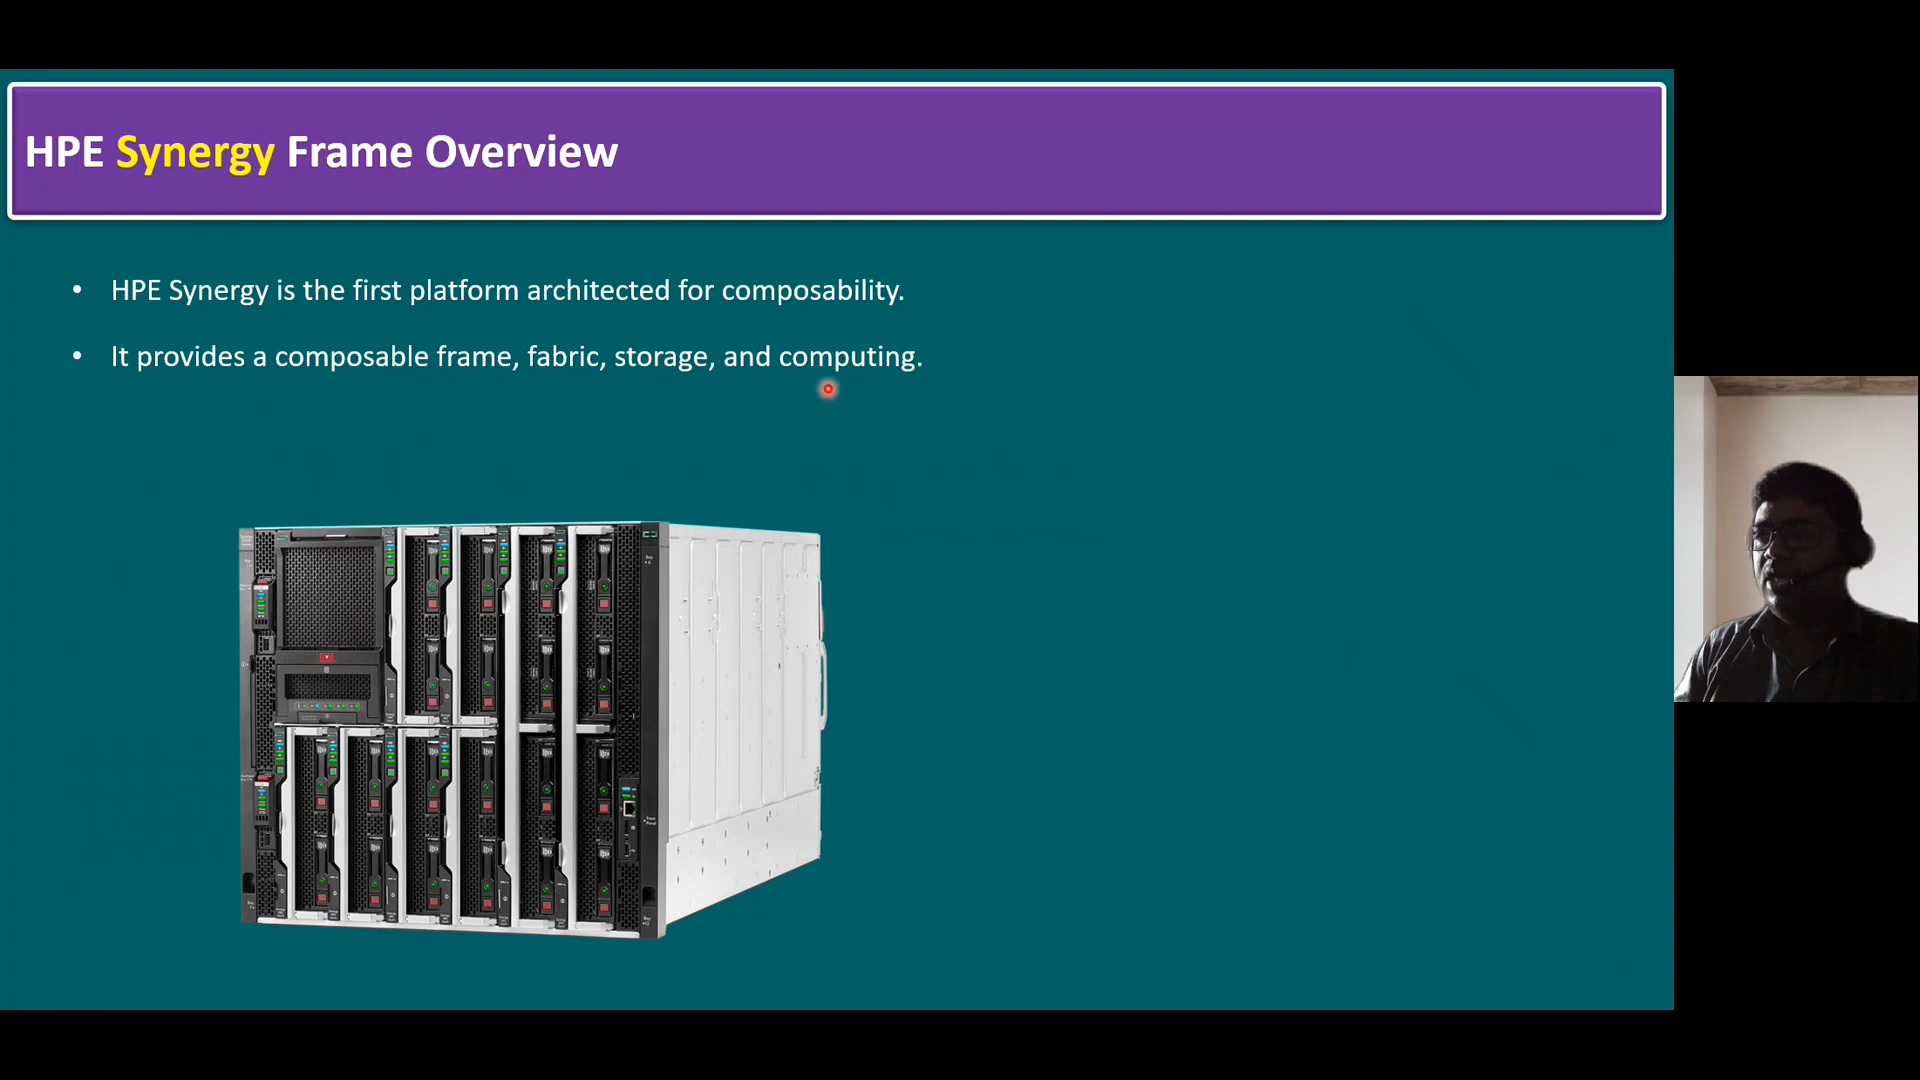 HPE Synergy Frame Overview
• HPE Synergy is the first platform architected for composability.
• It provides a composable frame, fabric, storage, and computing.